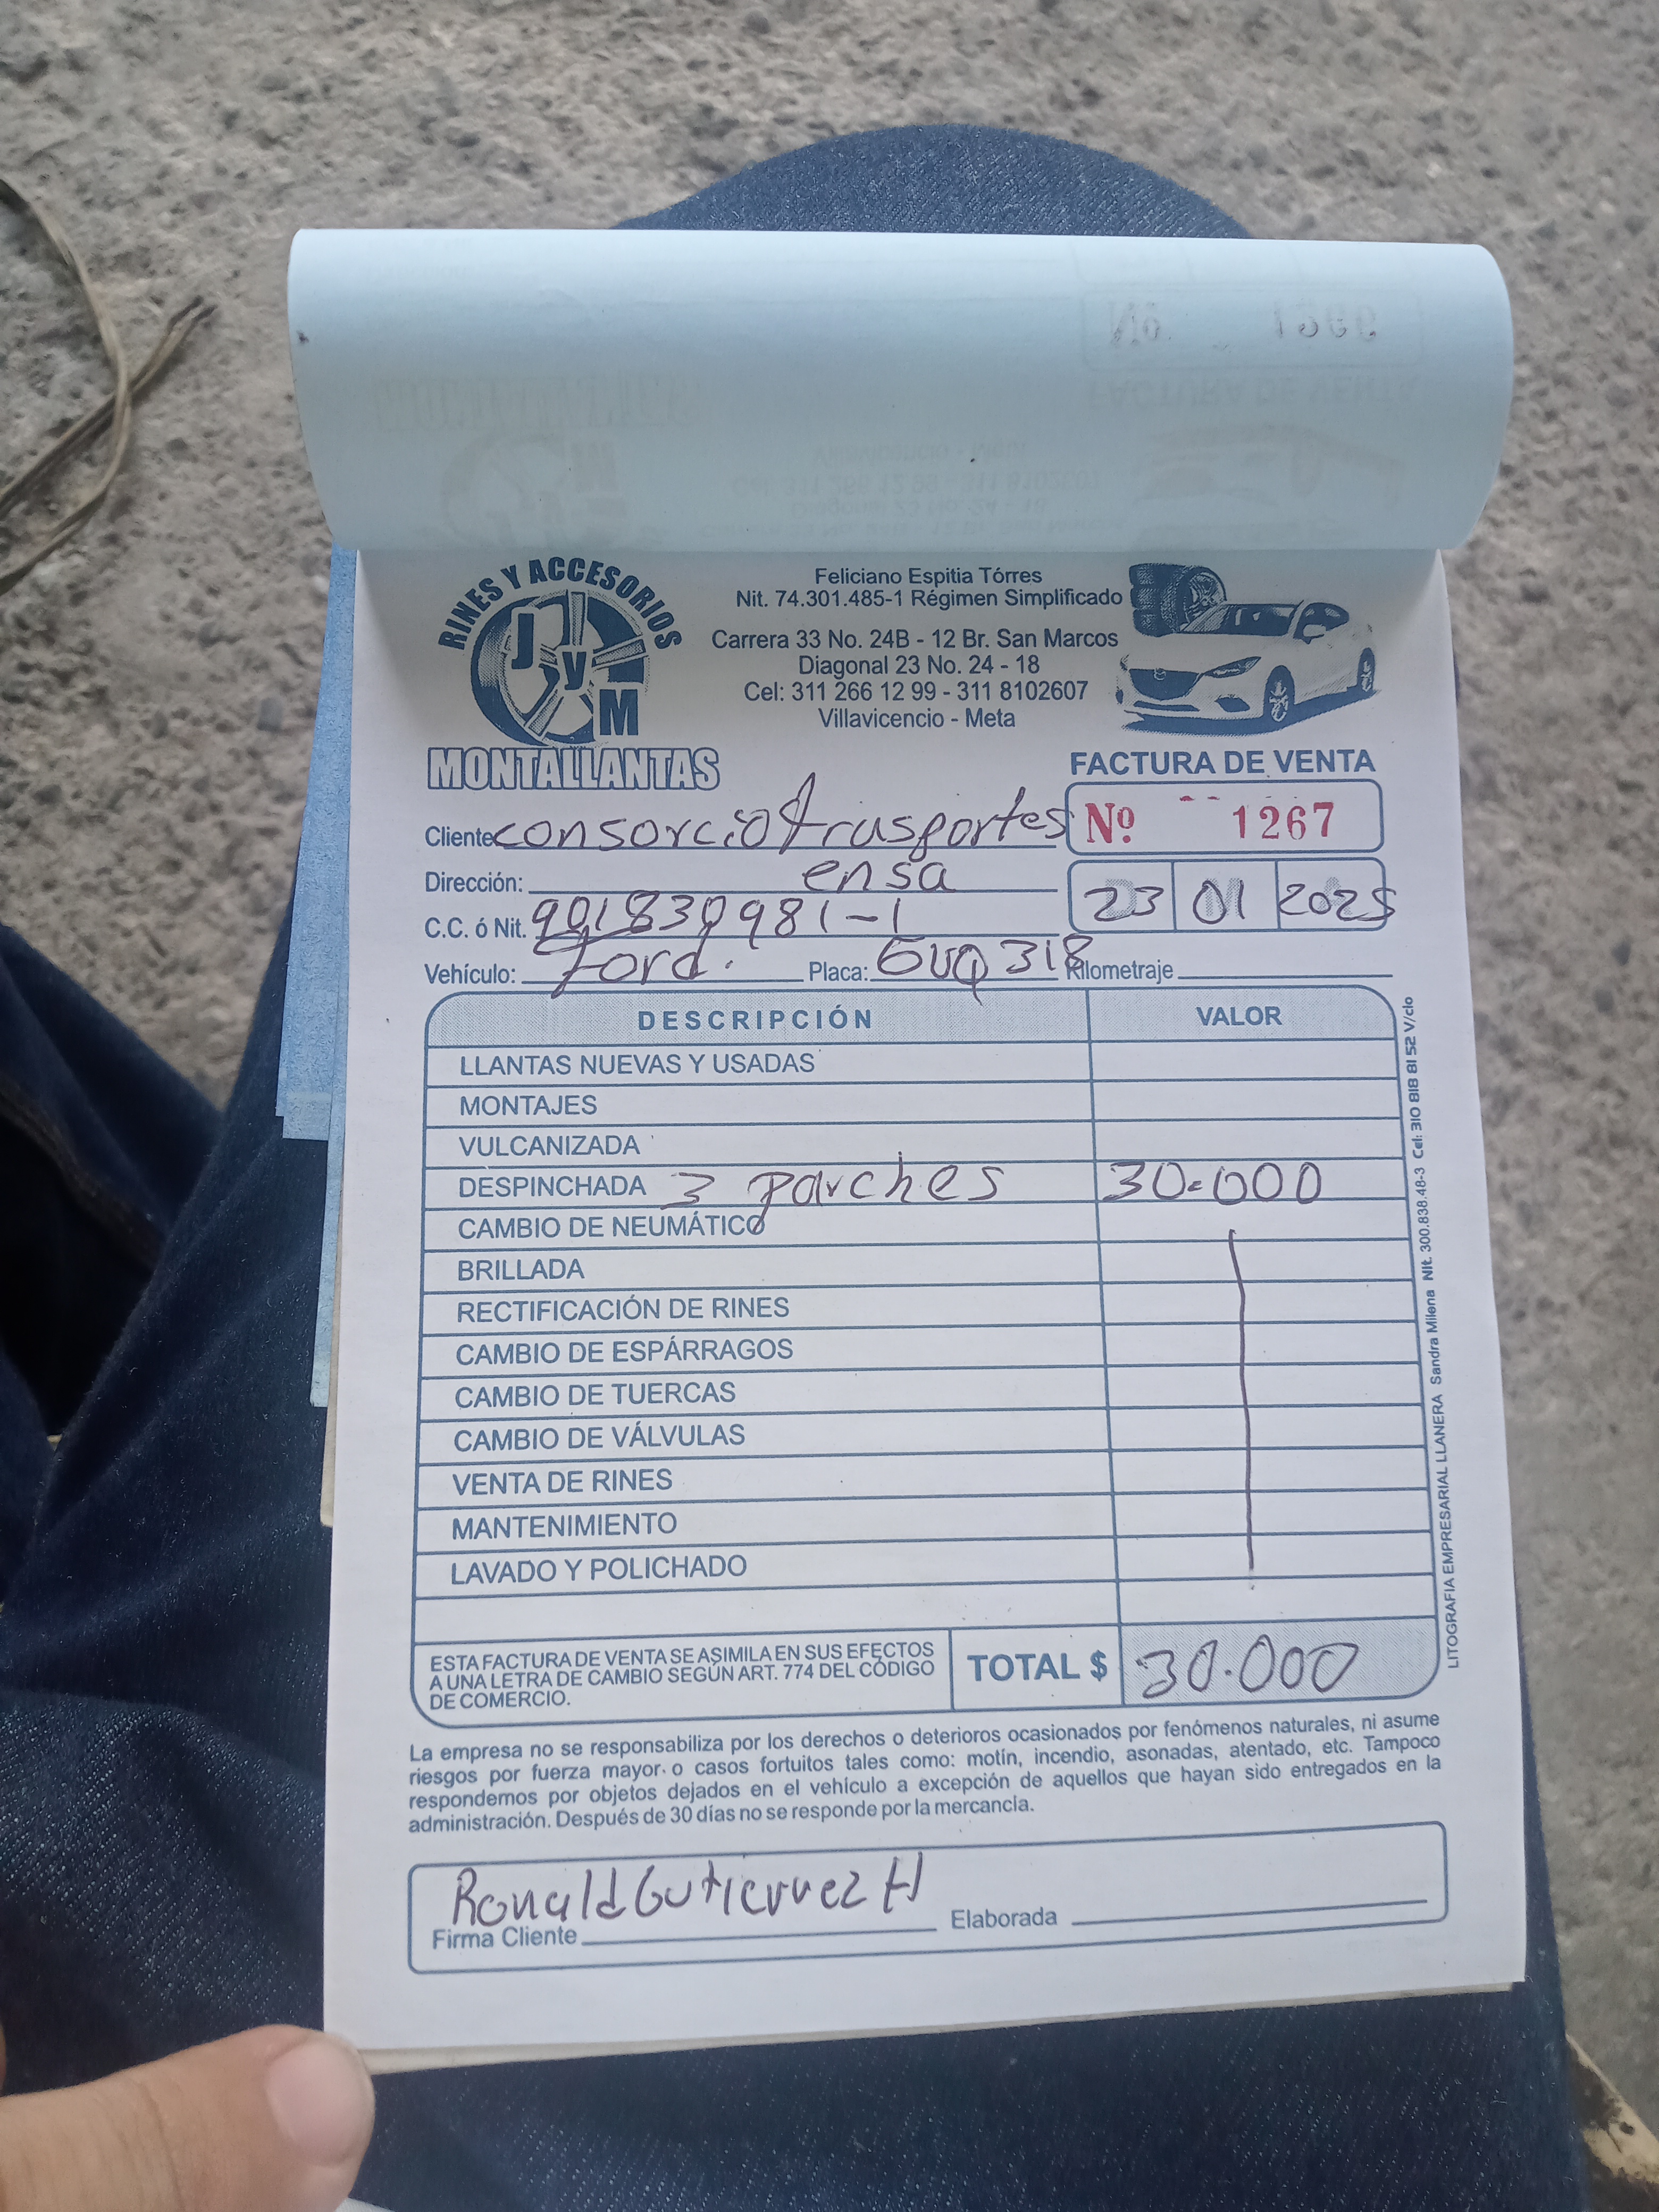 RINES Y ACCESORIOS
J y M
MONTALLANTAS
Feliciano Espitia Tórres
Nit. 74.301.485-1 Régimen Simplificado
Carrera 33 No. 24B - 12 Br. San Marcos
Diagonal 23 No. 24 - 18
Cel: 311 266 12 99 - 311 8102607
Villavicencio - Meta
FACTURA DE VENTA
Nº 1267
Cliente consorcio trasportes
Dirección: ensa
23 01 2025
C.C. ó Nit. 901830981-1
Vehículo: Ford. Placa: GUQ 318 Kilometraje
DESCRIPCIÓN VALOR
LLANTAS NUEVAS Y USADAS
MONTAJES
VULCANIZADA
DESPINCHADA 3 parches 30.000
CAMBIO DE NEUMÁTICO
BRILLADA
RECTIFICACIÓN DE RINES
CAMBIO DE ESPÁRRAGOS
CAMBIO DE TUERCAS
CAMBIO DE VÁLVULAS
VENTA DE RINES
MANTENIMIENTO
LAVADO Y POLICHADO
ESTA FACTURA DE VENTA SE ASIMILA EN SUS EFECTOS
A UNA LETRA DE CAMBIO SEGÚN ART. 774 DEL CÓDIGO
DE COMERCIO.
TOTAL $ 30.000
La empresa no se responsabiliza por los derechos o deterioros ocasionados por fenómenos naturales, ni asume
riesgos por fuerza mayor o casos fortuitos tales como: motín, incendio, asonadas, atentado, etc. Tampoco
respondemos por objetos dejados en el vehículo a excepción de aquellos que hayan sido entregados en la
administración. Después de 30 días no se responde por la mercancía.
Ronald Gutierrez H
Firma Cliente Elaborada
LITOGRAFIA EMPRESARIAL LLANERA Sandra Milena Nit. 300.838.48-3 Cel: 310 818 81 52 V/cio